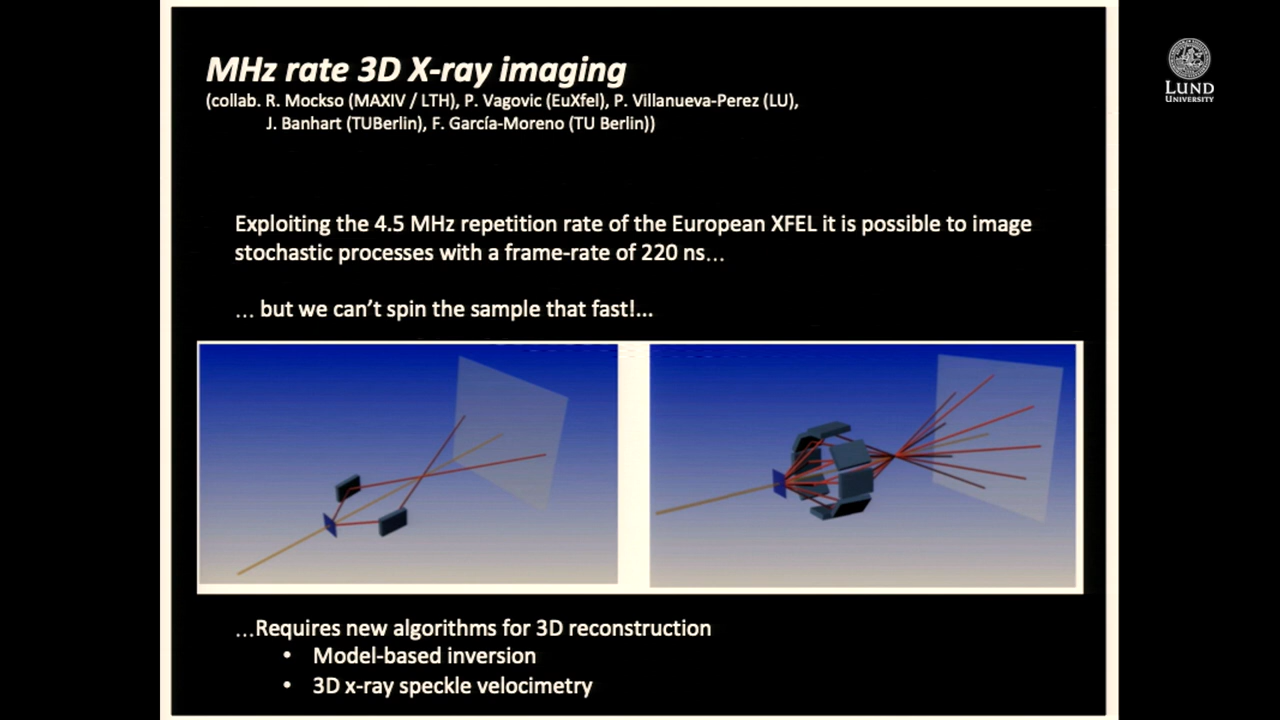 MHz rate 3D X-ray imaging
(collab. R. Mockso (MAXIV / LTH), P. Vagovic (EuXfel), P. Villanueva-Perez (LU),
J. Banhart (TUBerlin), F. García-Moreno (TU Berlin))
LUND
UNIVERSITY
Exploiting the 4.5 MHz repetition rate of the European XFEL it is possible to image
stochastic processes with a frame-rate of 220 ns...
... but we can’t spin the sample that fast!...
...Requires new algorithms for 3D reconstruction
• Model-based inversion
• 3D x-ray speckle velocimetry